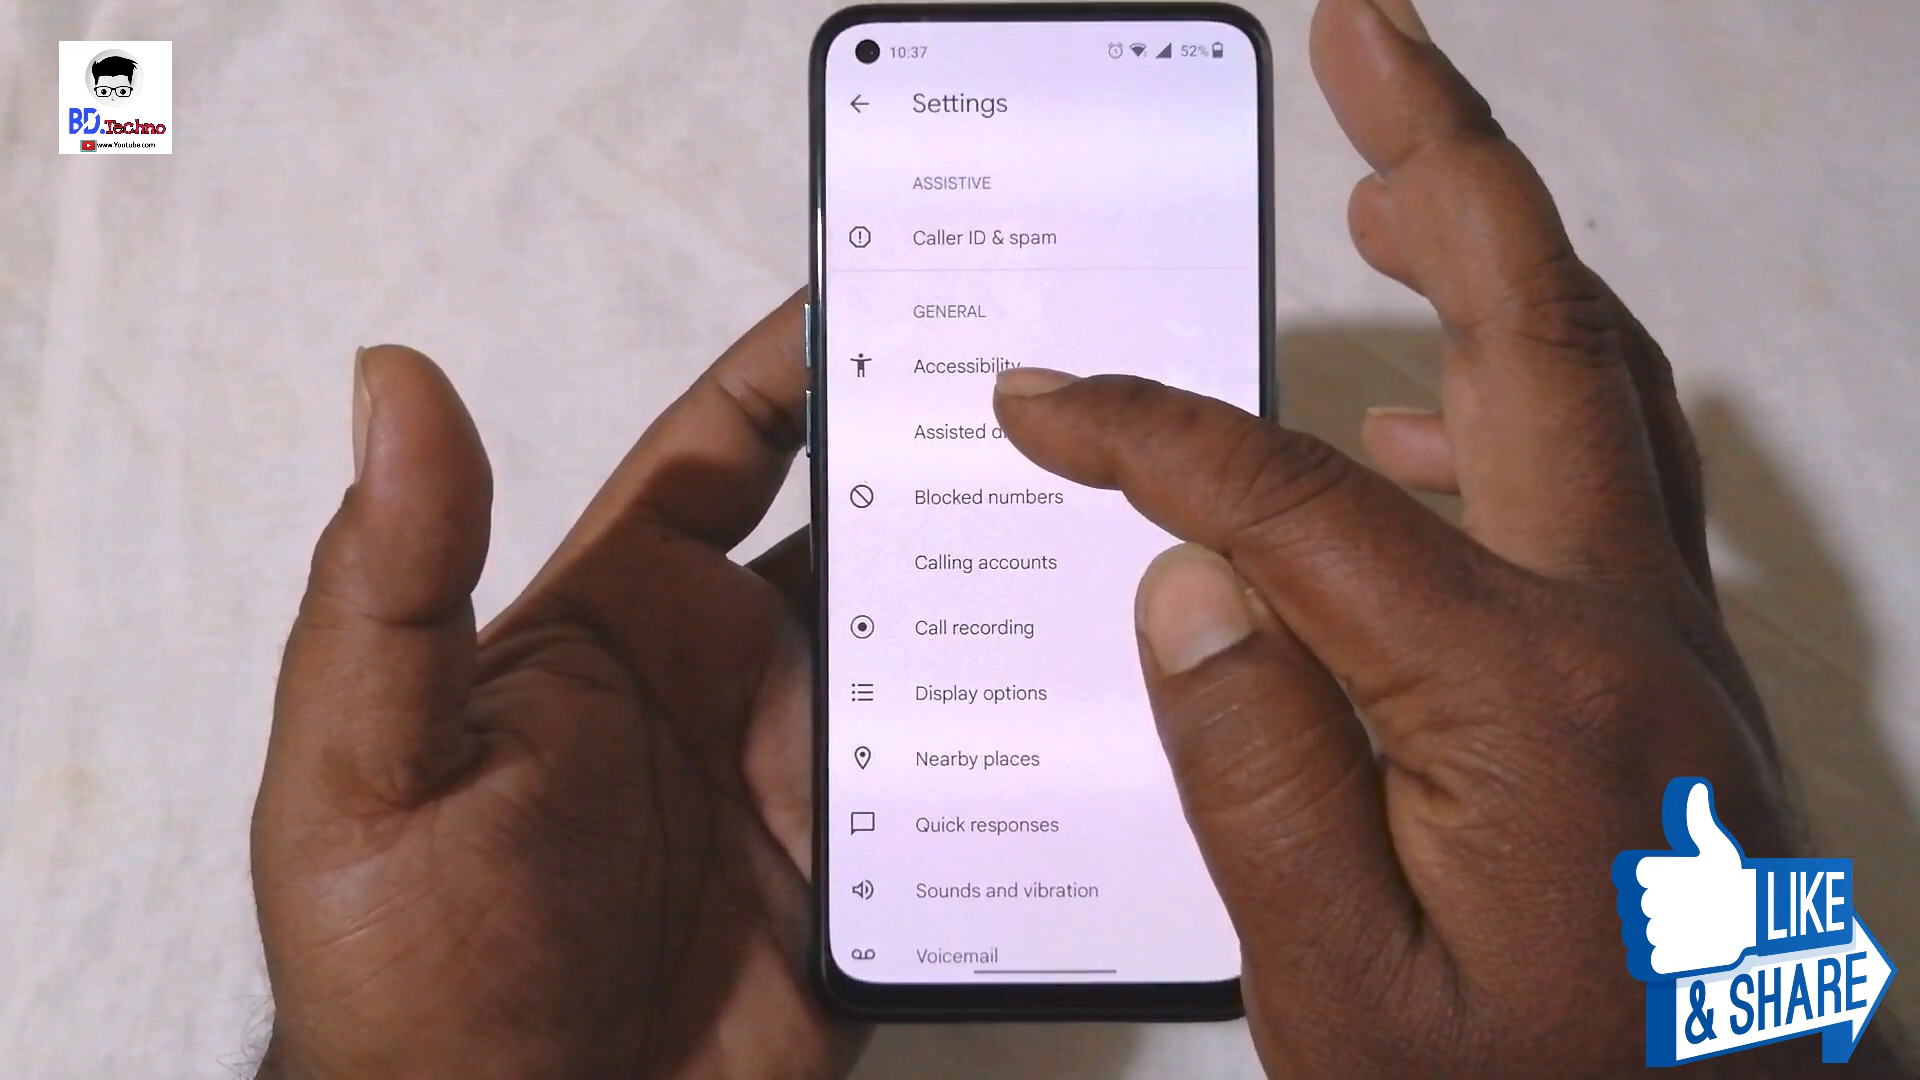 BD.Techno
www.Youtube.com
10:37
52%
Settings
ASSISTIVE
Caller ID & spam
GENERAL
Accessibility
Assisted
Blocked numbers
Calling accounts
Call recording
Display options
Nearby places
Quick responses
Sounds and vibration
Voicemail
LIKE
& SHARE